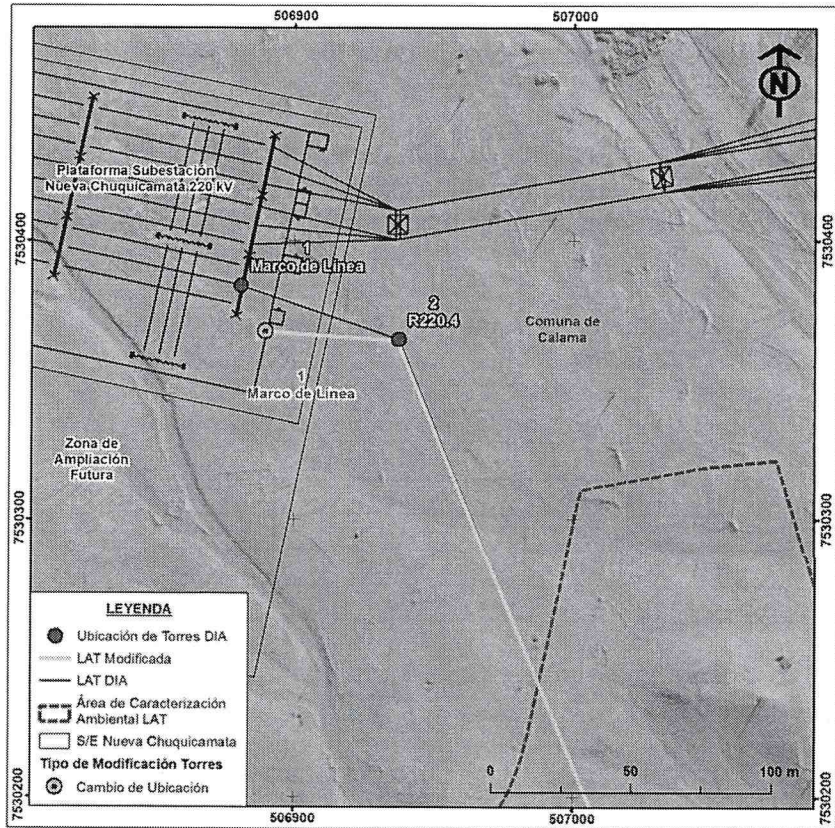 506900
507000
N
Plataforma Subestación
Nueva Chuquicamata 220 kV
7530400
7530400
1
Marco de Línea
2
R220.4
Comuna de
Calama
1
Marco de Línea
Zona de
Ampliación
Futura
7530300
7530300
LEYENDA
Ubicación de Torres DIA
LAT Modificada
LAT DIA
Área de Caracterización
Ambiental LAT
S/E Nueva Chuquicamata
Tipo de Modificación Torres
Cambio de Ubicación
0
50
100 m
7530200
7530200
506900
507000